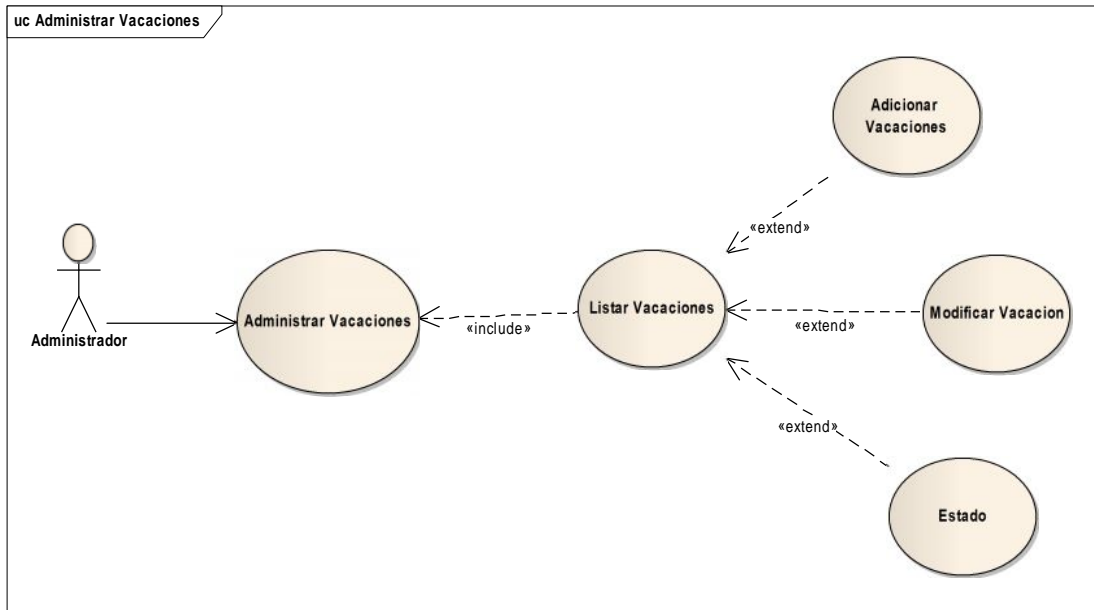 uc Administrar Vacaciones
Adicionar
Vacaciones
«extend»
Administrador
Administrar Vacaciones
«include»
Listar Vacaciones
«extend»
Modificar Vacacion
«extend»
Estado